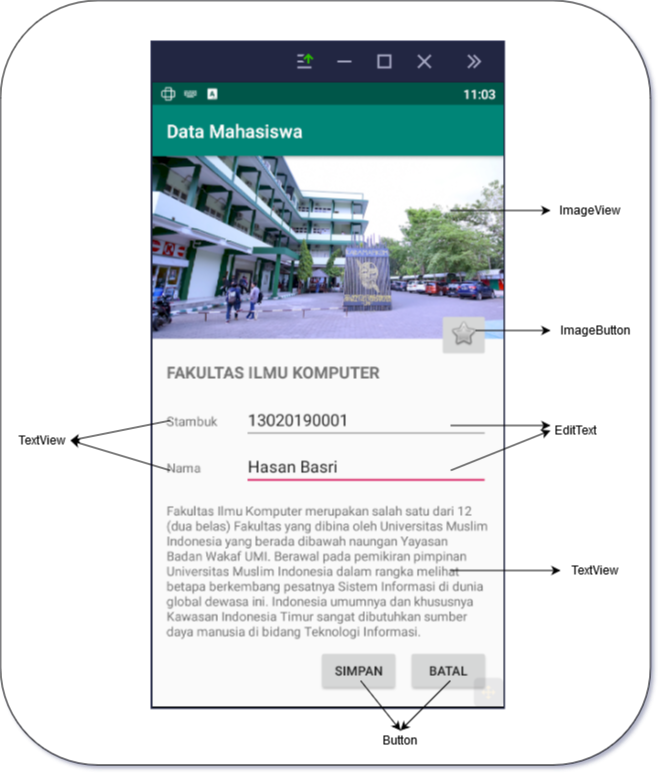 11:03
Data Mahasiswa
ImageView
ImageButton
FAKULTAS ILMU KOMPUTER
Stambuk 13020190001
EditText
TextView
Nama Hasan Basri
Fakultas Ilmu Komputer merupakan salah satu dari 12
(dua belas) Fakultas yang dibina oleh Universitas Muslim
Indonesia yang berada dibawah naungan Yayasan
Badan Wakaf UMI. Berawal pada pemikiran pimpinan
Universitas Muslim Indonesia dalam rangka melihat
betapa berkembang pesatnya Sistem Informasi di dunia
global dewasa ini. Indonesia umumnya dan khususnya
Kawasan Indonesia Timur sangat dibutuhkan sumber
daya manusia di bidang Teknologi Informasi.
TextView
SIMPAN BATAL
Button